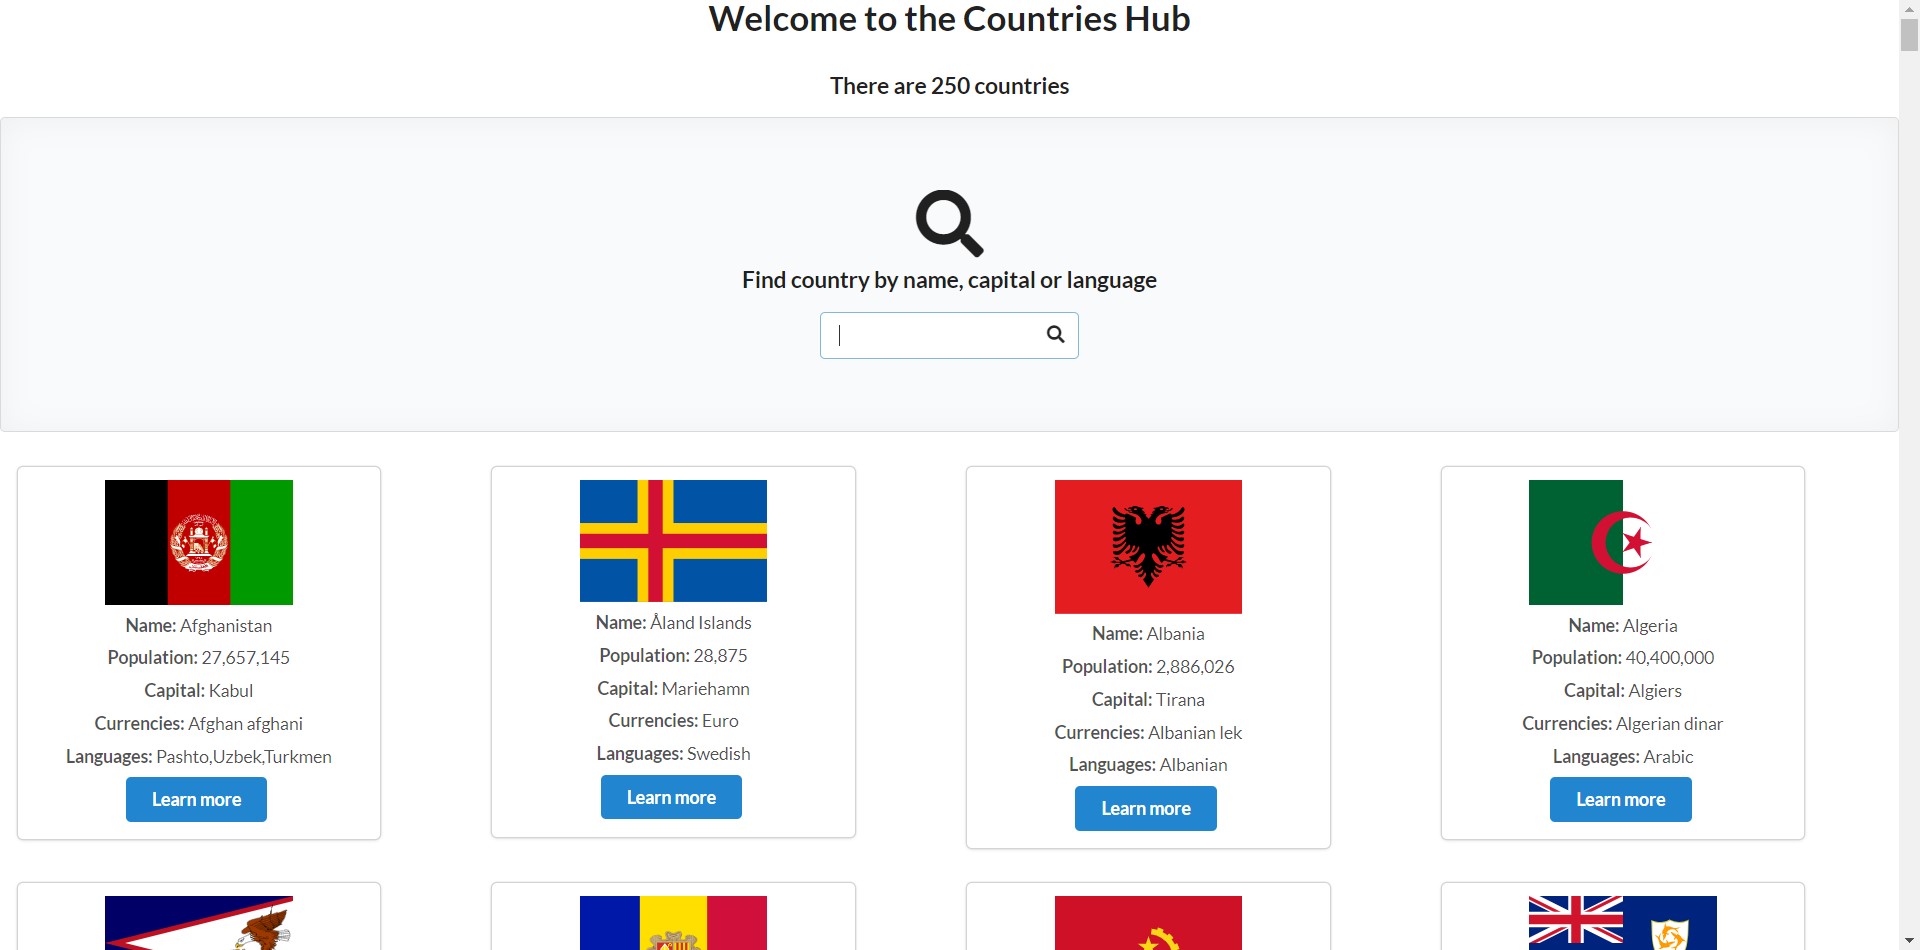 Welcome to the Countries Hub
There are 250 countries
Find country by name, capital or language
Name: Afghanistan
Population: 27,657,145
Capital: Kabul
Currencies: Afghan afghani
Languages: Pashto,Uzbek,Turkmen
Learn more
Name: Åland Islands
Population: 28,875
Capital: Mariehamn
Currencies: Euro
Languages: Swedish
Learn more
Name: Albania
Population: 2,886,026
Capital: Tirana
Currencies: Albanian lek
Languages: Albanian
Learn more
Name: Algeria
Population: 40,400,000
Capital: Algiers
Currencies: Algerian dinar
Languages: Arabic
Learn more